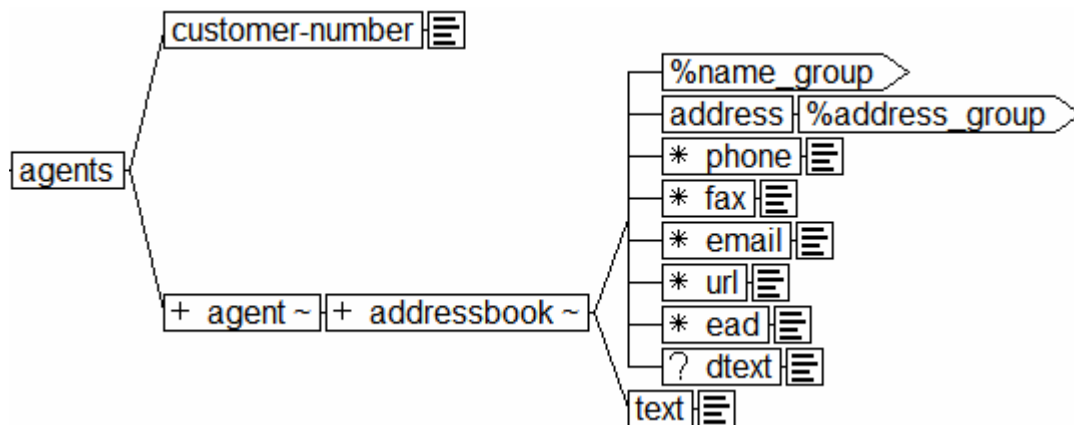 customer-number
%name_group
address %address_group
* phone
agents
* fax
* email
* url
+ agent ~ + addressbook ~
* ead
? dtext
text